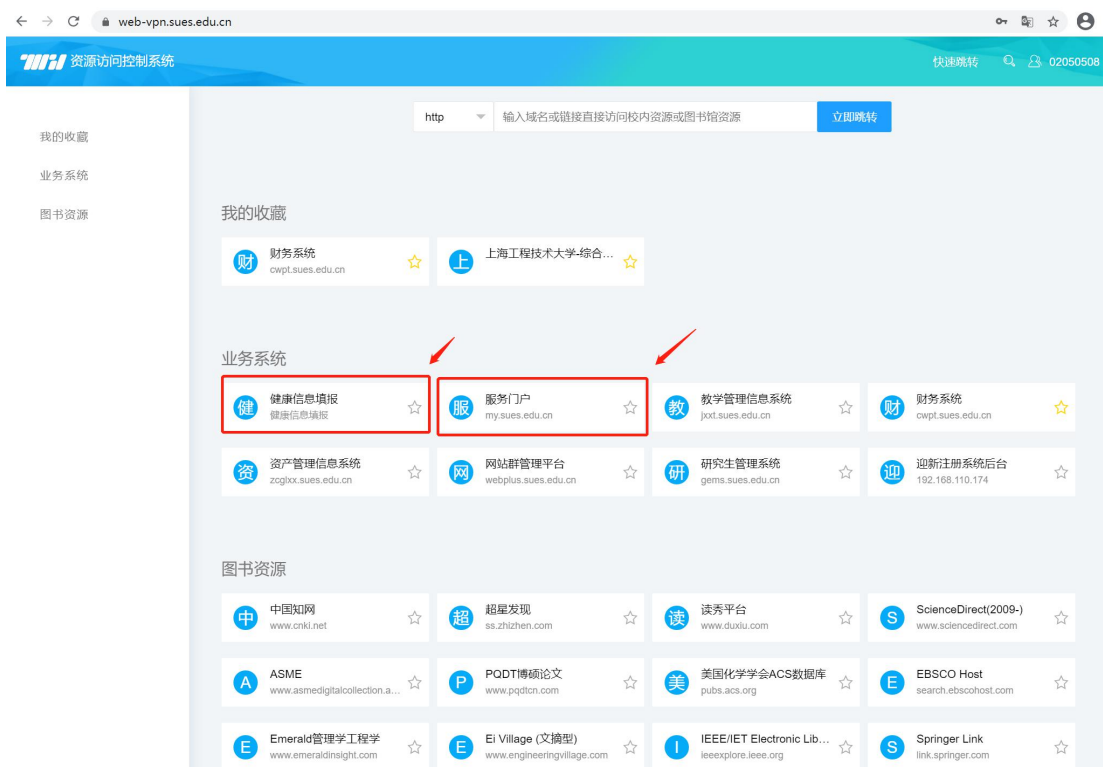 web-vpn.sues.edu.cn
资源访问控制系统
快速跳转
02050508
我的收藏
业务系统
图书资源
http
输入域名或链接直接访问校内资源或图书馆资源
立即跳转
我的收藏
财
财务系统
cwpt.sues.edu.cn
上
上海工程技术大学-综合...
业务系统
健
健康信息填报
健康信息填报
服
服务门户
my.sues.edu.cn
教
教学管理信息系统
jxxt.sues.edu.cn
财
财务系统
cwpt.sues.edu.cn
资
资产管理信息系统
zcglxx.sues.edu.cn
网
网站群管理平台
webplus.sues.edu.cn
研
研究生管理系统
gems.sues.edu.cn
迎
迎新注册系统后台
192.168.110.174
图书资源
中
中国知网
www.cnki.net
超
超星发现
ss.zhizhen.com
读
读秀平台
www.duxiu.com
S
ScienceDirect(2009-)
www.sciencedirect.com
A
ASME
www.asmedigitalcollection.a...
P
PQDT博硕论文
www.pqdtcn.com
美
美国化学学会ACS数据库
pubs.acs.org
E
EBSCO Host
search.ebscohost.com
E
Emerald管理学工程学
www.emeraldinsight.com
E
Ei Village (文摘型)
www.engineeringvillage.com
I
IEEE/IET Electronic Lib...
ieeexplore.ieee.org
S
Springer Link
link.springer.com